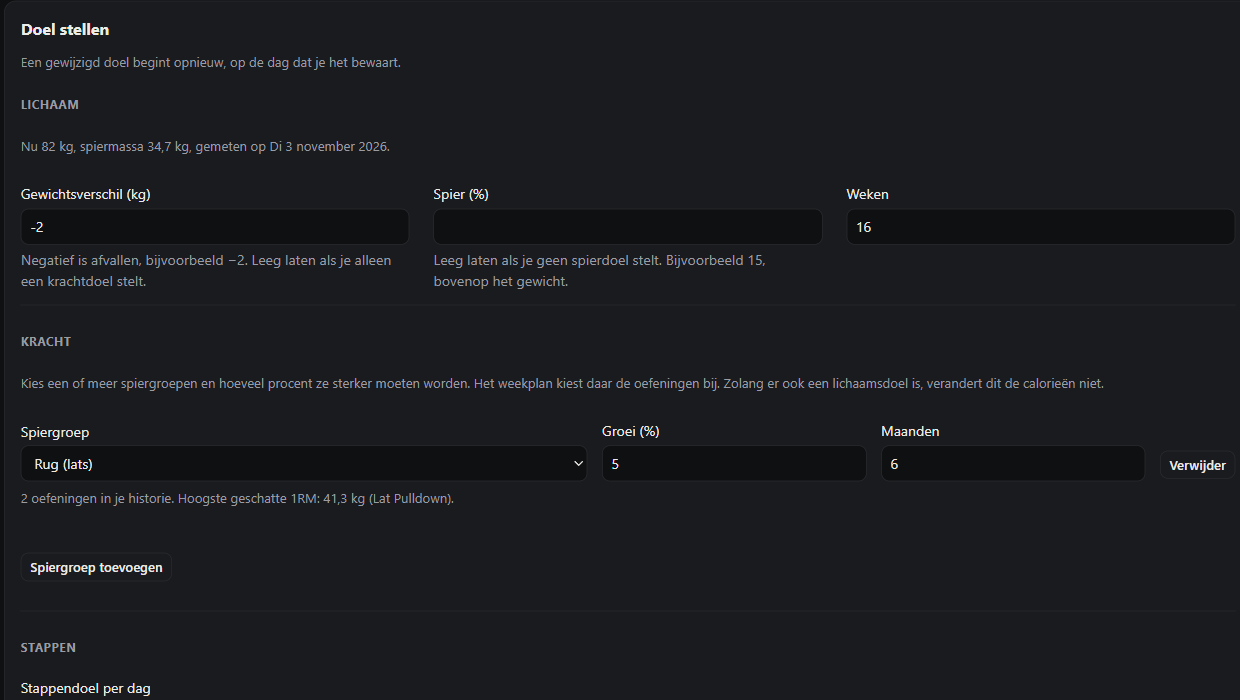 Doel stellen
Een gewijzigd doel begint opnieuw, op de dag dat je het bewaart.
LICHAAM
Nu 82 kg, spiermassa 34,7 kg, gemeten op Di 3 november 2026.
Gewichtsverschil (kg)
-2
Negatief is afvallen, bijvoorbeeld −2. Leeg laten als je alleen
een krachtdoel stelt.
Spier (%)
Leeg laten als je geen spierdoel stelt. Bijvoorbeeld 15,
bovenop het gewicht.
Weken
16
KRACHT
Kies een of meer spiergroepen en hoeveel procent ze sterker moeten worden. Het weekplan kiest daar de oefeningen bij. Zolang er ook een lichaamsdoel is, verandert dit de calorieën niet.
Spiergroep
Rug (lats)
Groei (%)
5
Maanden
6
Verwijder
2 oefeningen in je historie. Hoogste geschatte 1RM: 41,3 kg (Lat Pulldown).
Spiergroep toevoegen
STAPPEN
Stappendoel per dag